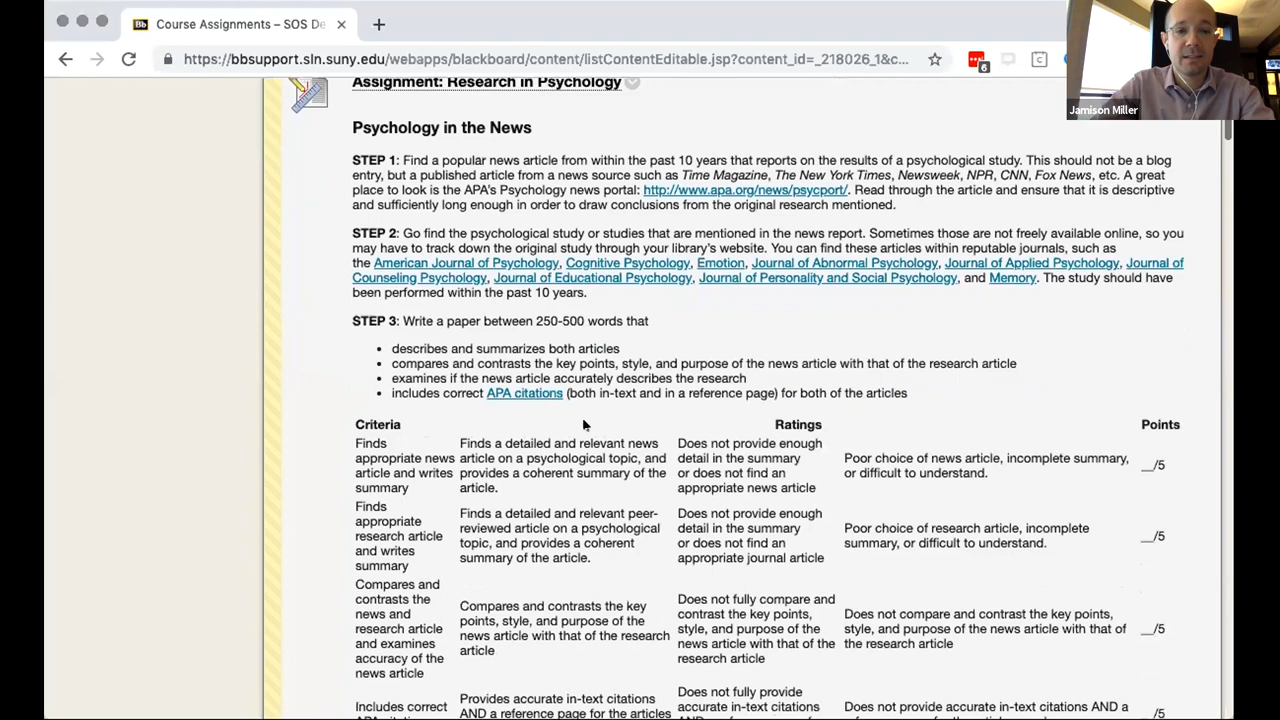 Course Assignments – SOS De
https://bbsupport.sln.suny.edu/webapps/blackboard/content/listContentEditable.jsp?content_id=_218026_1&c...
6
Jamison Miller
Assignment: Research in Psychology
Psychology in the News
STEP 1: Find a popular news article from within the past 10 years that reports on the results of a psychological study. This should not be a blog
entry, but a published article from a news source such as Time Magazine, The New York Times, Newsweek, NPR, CNN, Fox News, etc. A great
place to look is the APA's Psychology news portal: http://www.apa.org/news/psycport/. Read through the article and ensure that it is descriptive
and sufficiently long enough in order to draw conclusions from the original research mentioned.
STEP 2: Go find the psychological study or studies that are mentioned in the news report. Sometimes those are not freely available online, so you
may have to track down the original study through your library's website. You can find these articles within reputable journals, such as
the American Journal of Psychology, Cognitive Psychology, Emotion, Journal of Abnormal Psychology, Journal of Applied Psychology, Journal of
Counseling Psychology, Journal of Educational Psychology, Journal of Personality and Social Psychology, and Memory. The study should have
been performed within the past 10 years.
STEP 3: Write a paper between 250-500 words that
• describes and summarizes both articles
• compares and contrasts the key points, style, and purpose of the news article with that of the research article
• examines if the news article accurately describes the research
• includes correct APA citations (both in-text and in a reference page) for both of the articles
Criteria Ratings Points
Finds
appropriate news
article and writes
summary
Finds a detailed and relevant news
article on a psychological topic, and
provides a coherent summary of the
article.
Does not provide enough
detail in the summary
or does not find an
appropriate news article
Poor choice of news article, incomplete summary,
or difficult to understand.
__/5
Finds
appropriate
research article
and writes
summary
Finds a detailed and relevant peer-
reviewed article on a psychological
topic, and provides a coherent
summary of the article.
Does not provide enough
detail in the summary
or does not find an
appropriate journal article
Poor choice of research article, incomplete
summary, or difficult to understand.
__/5
Compares and
contrasts the
news and
research article
and examines
accuracy of the
news article
Compares and contrasts the key
points, style, and purpose of the
news article with that of the research
article
Does not fully compare and
contrast the key points,
style, and purpose of the
news article with that of the
research article
Does not compare and contrast the key points,
style, and purpose of the news article with that of
the research article
__/5
Includes correct
Provides accurate in-text citations
AND a reference page for the articles
Does not fully provide
accurate in-text citations
Does not provide accurate in-text citations AND a
__/5